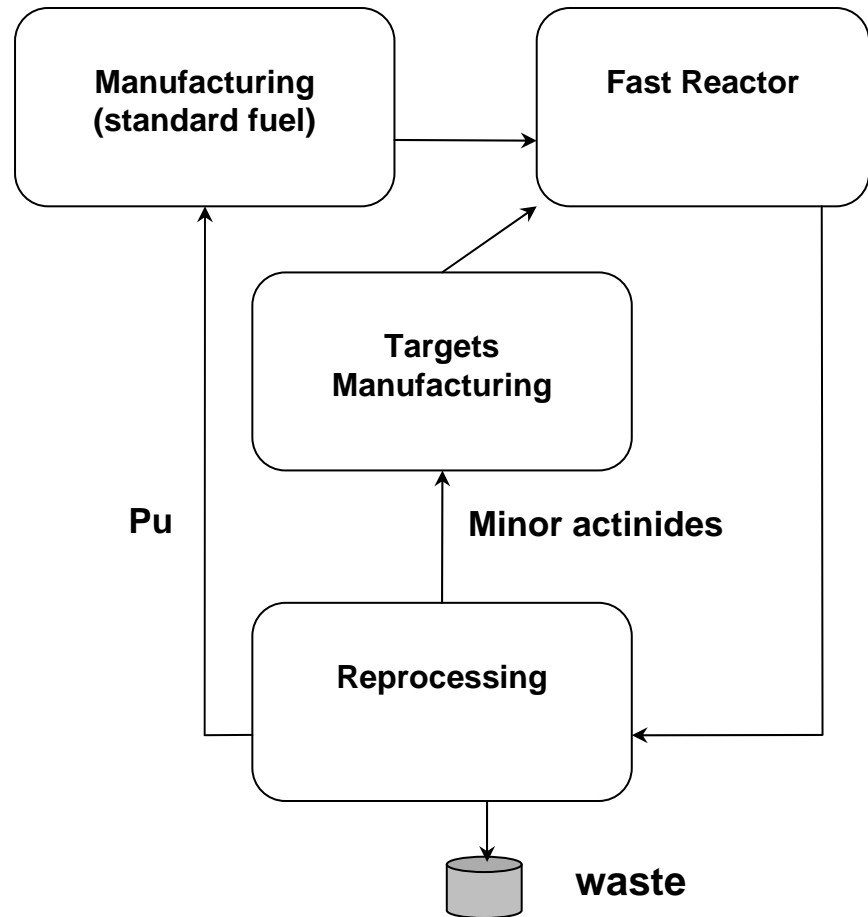 Manufacturing
(standard fuel)
Fast Reactor
Targets
Manufacturing
Pu
Minor actinides
Reprocessing
waste